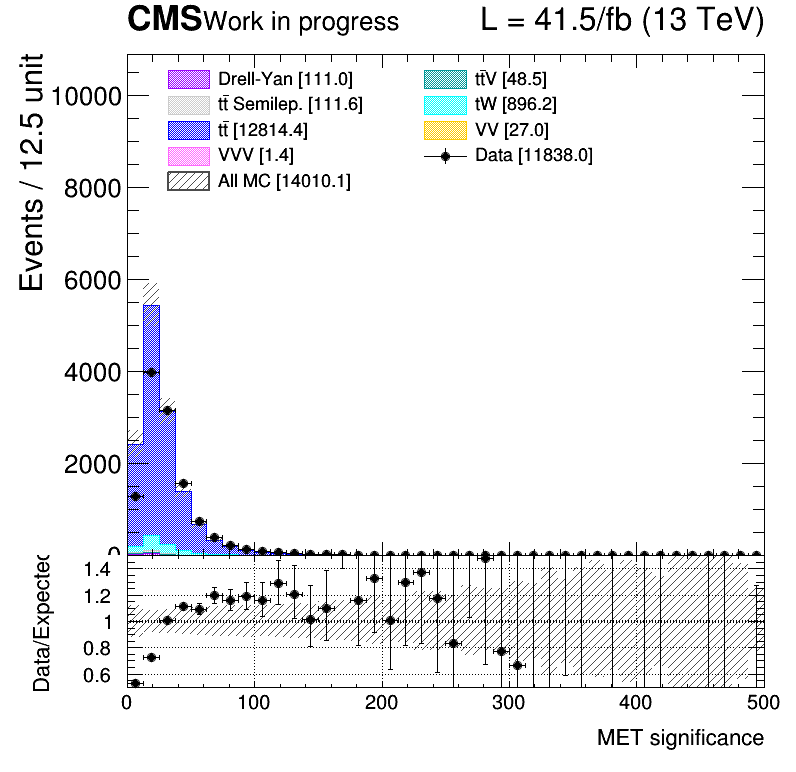 CMS Work in progress L = 41.5/fb (13 TeV)
Events / 12.5 unit
10000
8000
6000
4000
2000
0
Drell-Yan [111.0]
tt̄ Semilep. [111.6]
tt̄ [12814.4]
VVV [1.4]
All MC [14010.1]
tt̄V [48.5]
tW [896.2]
VV [27.0]
Data [11838.0]
Data/Expected
1.4
1.2
1
0.8
0.6
0 100 200 300 400 500
MET significance